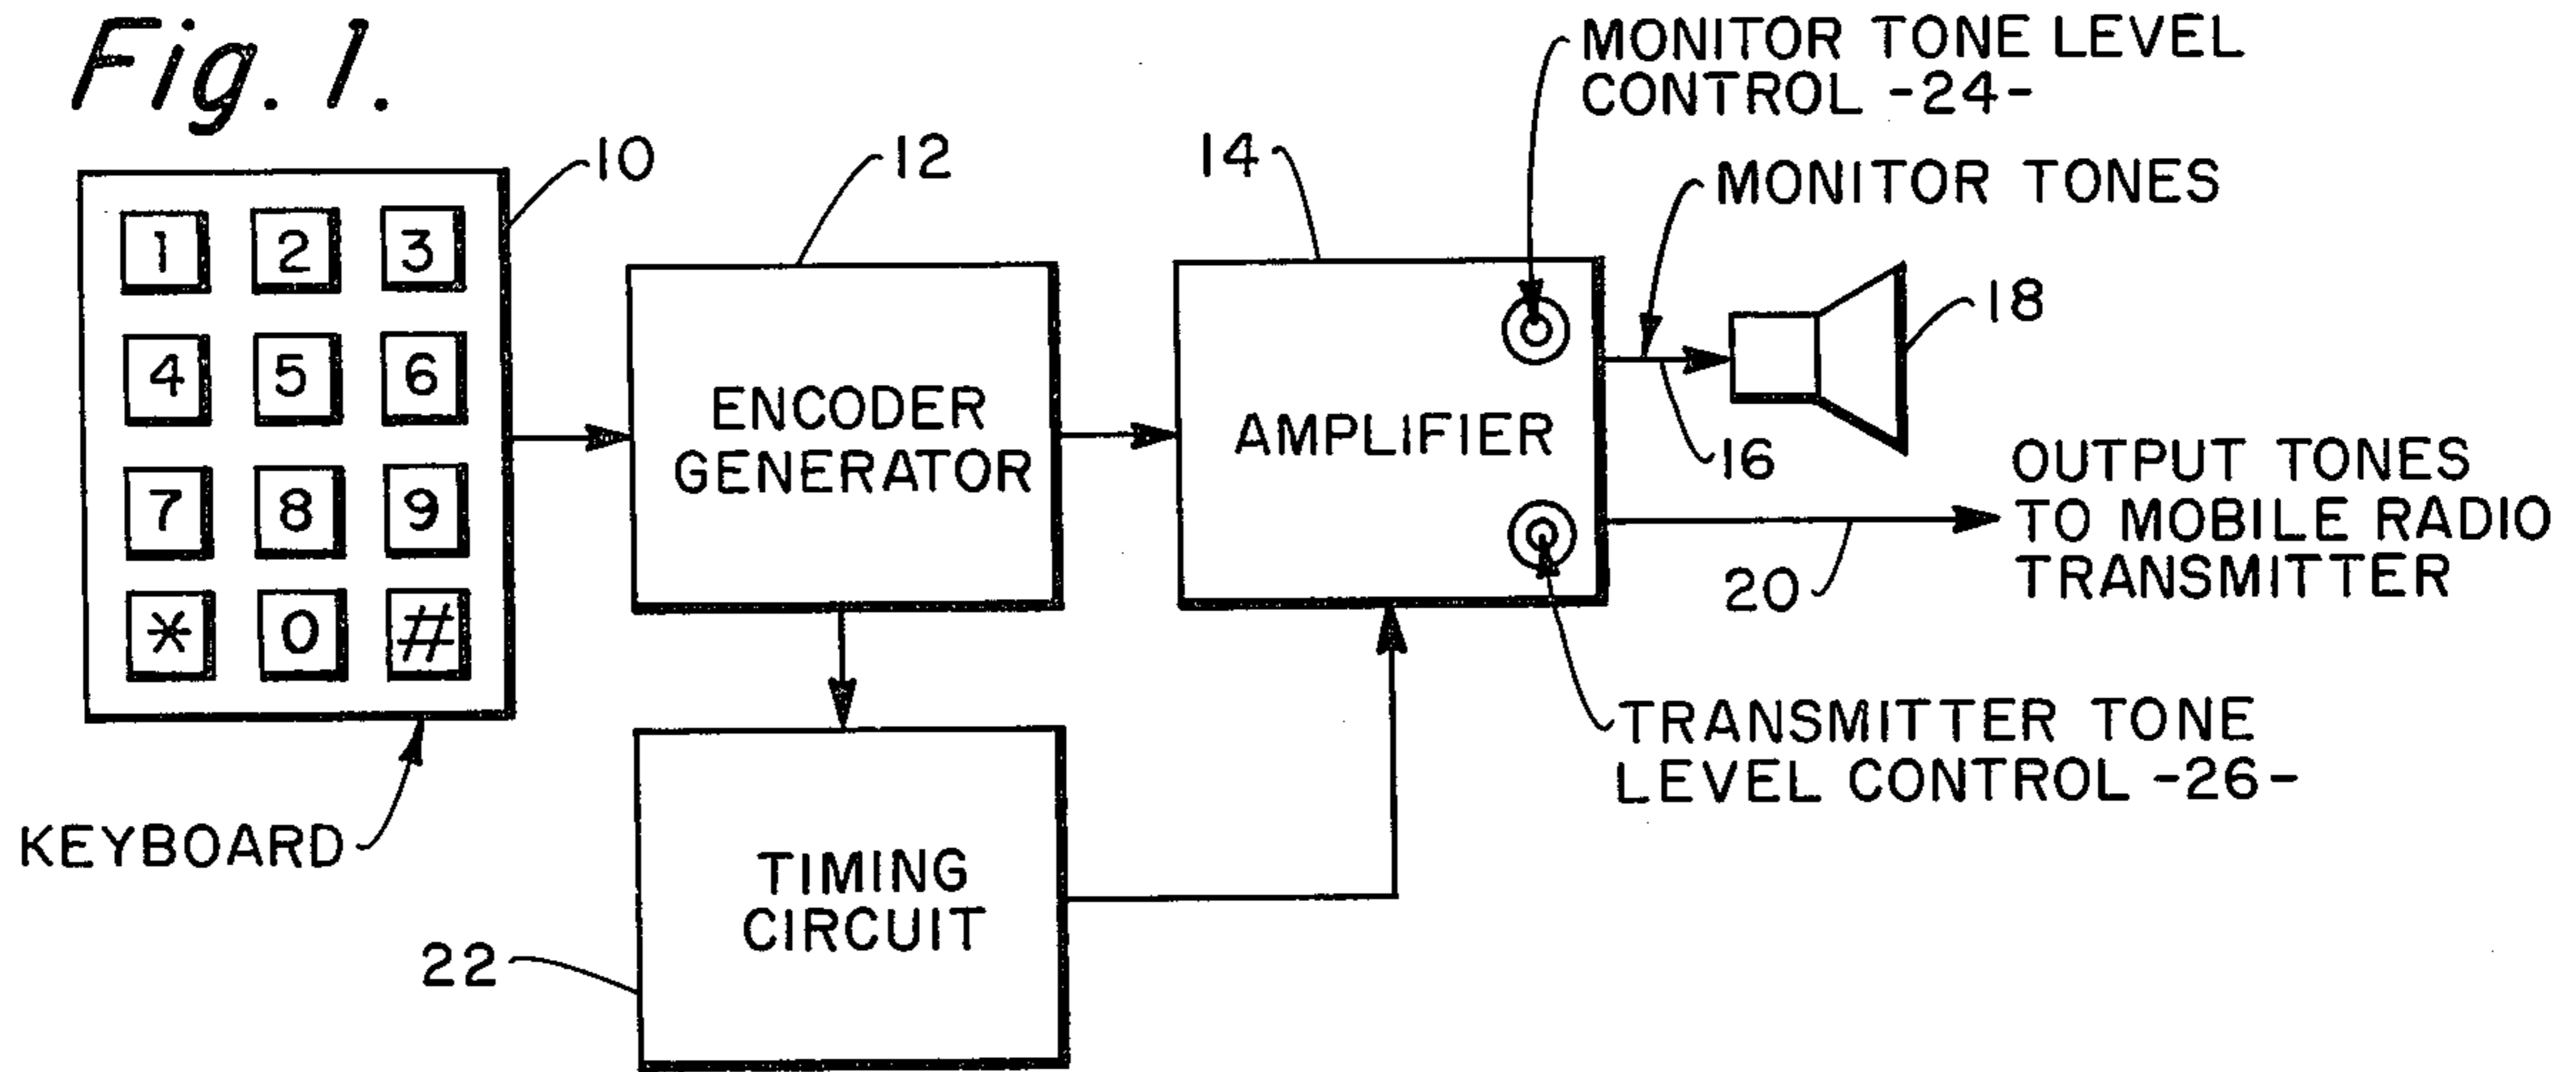 Fig. 1.
MONITOR TONE LEVEL
CONTROL -24-
10
12
14
MONITOR TONES
1 2 3
18
4 5 6
ENCODER
GENERATOR
AMPLIFIER
16
OUTPUT TONES
TO MOBILE RADIO
TRANSMITTER
7 8 9
20
* 0 #
TRANSMITTER TONE
LEVEL CONTROL -26-
KEYBOARD
TIMING
CIRCUIT
22